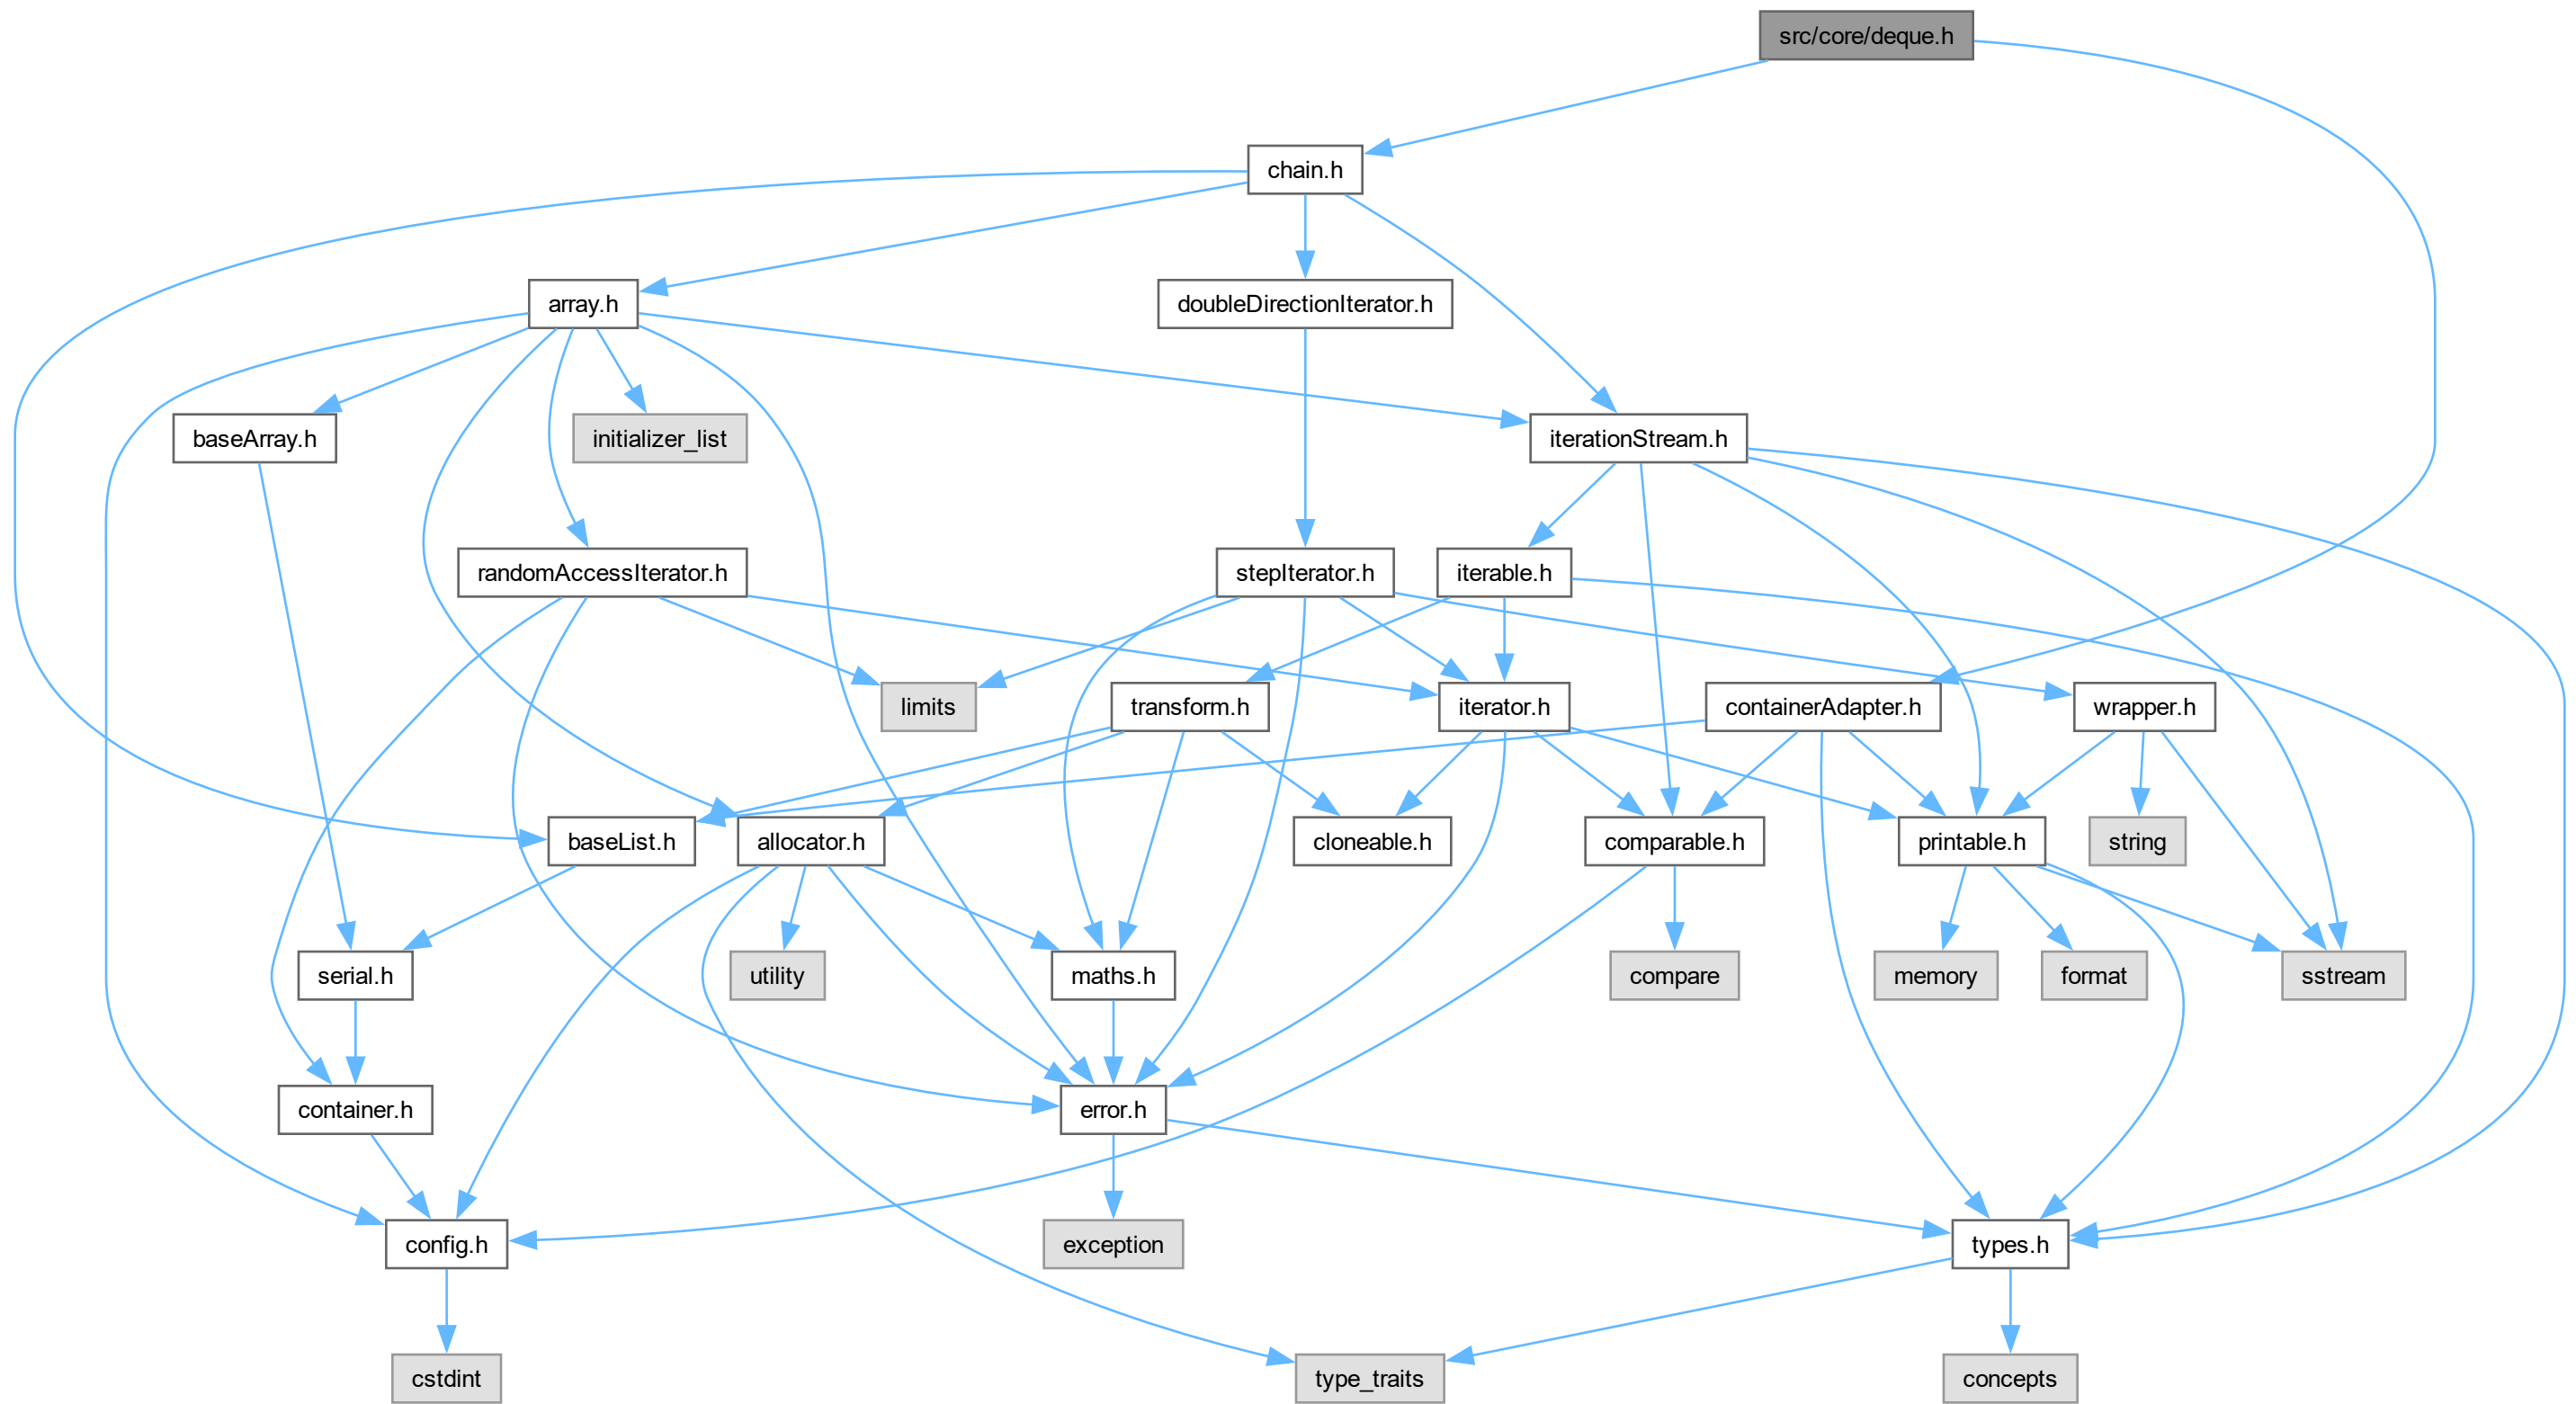 src/core/deque.h
chain.h
array.h
doubleDirectionIterator.h
baseArray.h
initializer_list
iterationStream.h
randomAccessIterator.h
stepIterator.h
iterable.h
limits
transform.h
iterator.h
containerAdapter.h
wrapper.h
baseList.h
allocator.h
cloneable.h
comparable.h
printable.h
string
serial.h
utility
maths.h
compare
memory
format
sstream
container.h
error.h
config.h
exception
types.h
cstdint
type_traits
concepts